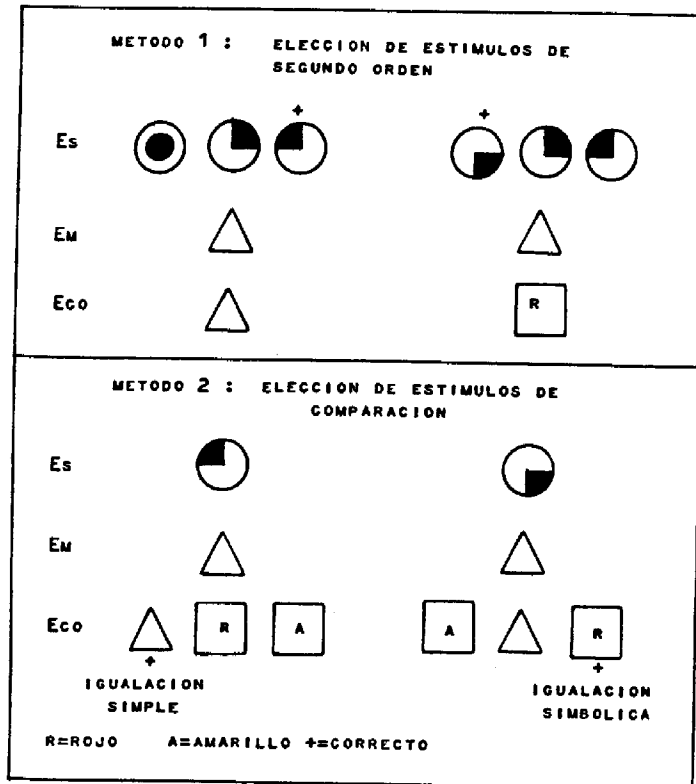 METODO 1 : ELECCION DE ESTIMULOS DE
SEGUNDO ORDEN
+ +
Es
EM
Eco
R
METODO 2 : ELECCION DE ESTIMULOS DE
COMPARACION
Es
EM
Eco R A A R
+ +
IGUALACION
SIMPLE
IGUALACION
SIMBOLICA
R=ROJO A=AMARILLO +=CORRECTO